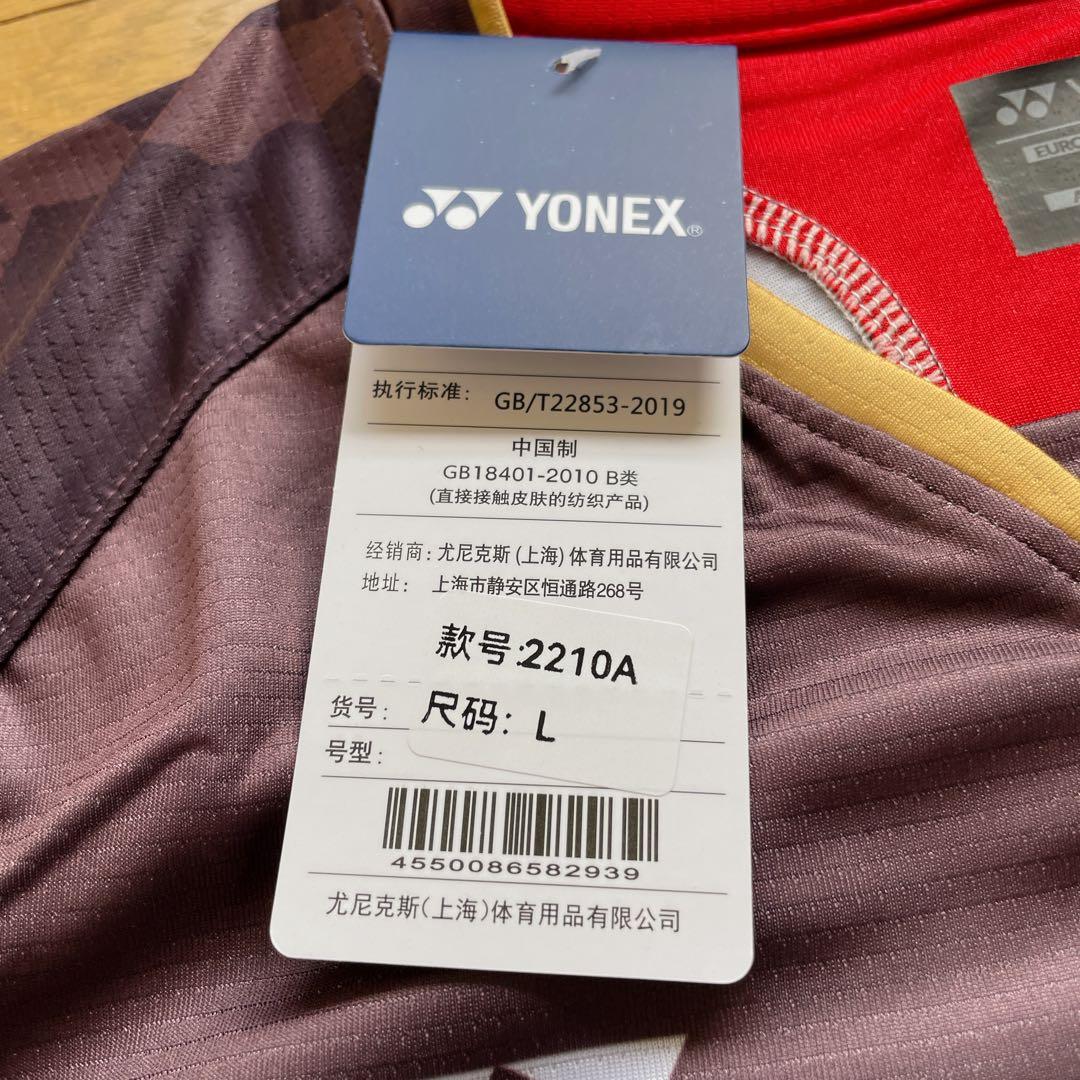 YONEX®
EURO
执行标准： GB/T22853-2019
中国制
GB18401-2010 B类
(直接接触皮肤的纺织产品)
经销商：尤尼克斯 (上海) 体育用品有限公司
地址： 上海市静安区恒通路268号
款号:2210A
货号： 尺码：L
号型：
4550086582939
尤尼克斯(上海)体育用品有限公司